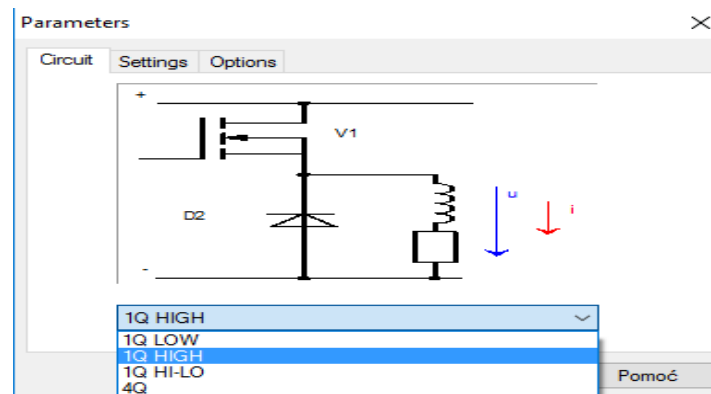 Parameters
Circuit Settings Options
+
V1
D2
u
i
-
1Q HIGH
1Q LOW
1Q HIGH
1Q HI-LO
4Q
Pomoć